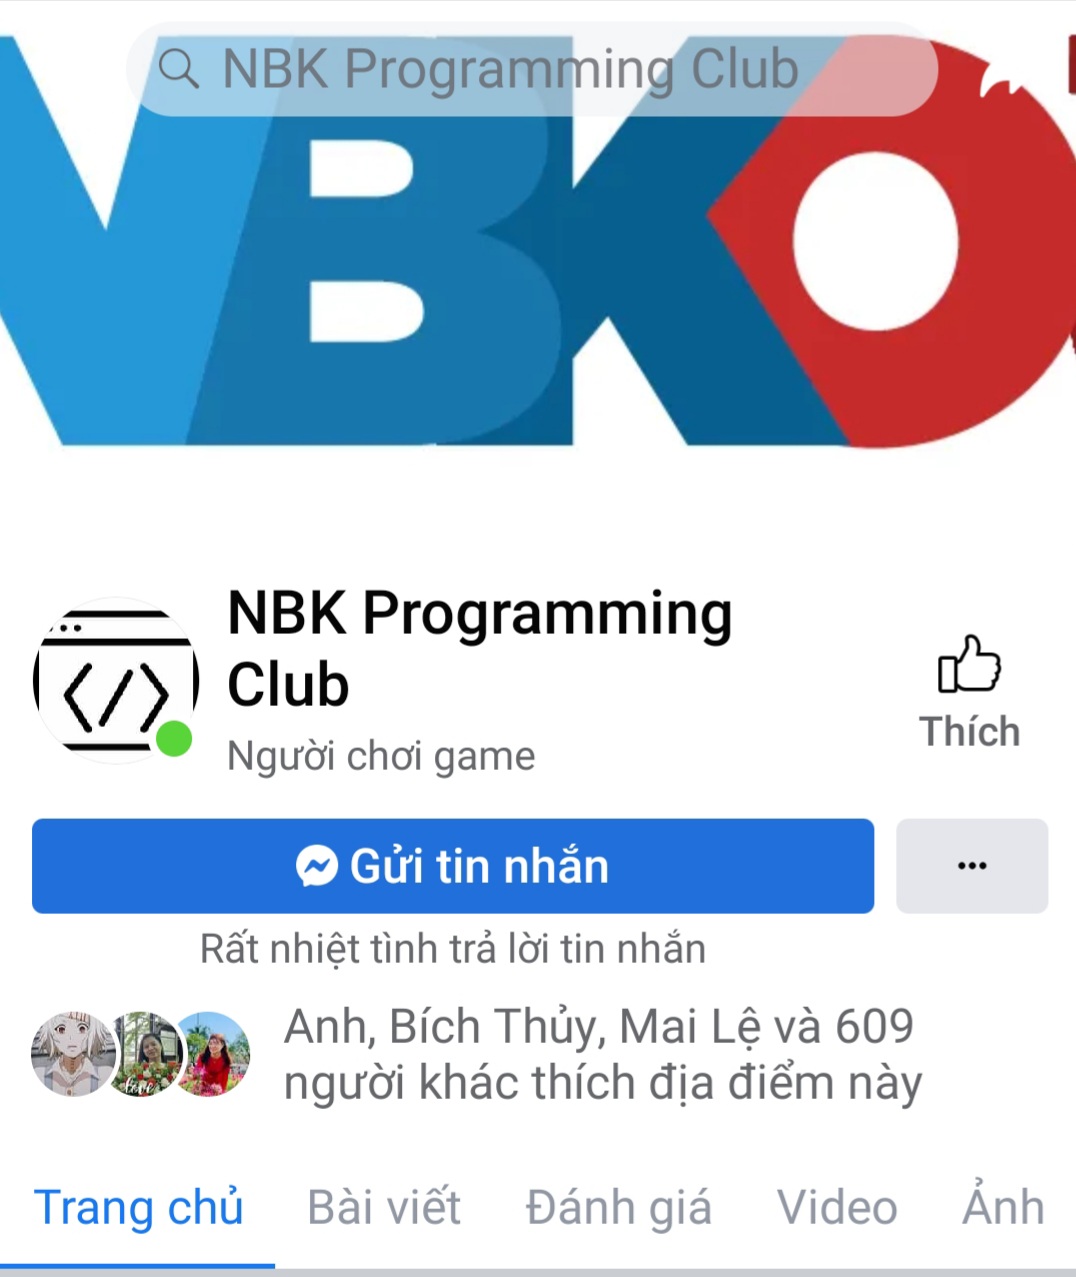 NBK Programming Club
NBKO
NBK Programming
Club
Người chơi game
Thích
Gửi tin nhắn
...
Rất nhiệt tình trả lời tin nhắn
Anh, Bích Thủy, Mai Lệ và 609
người khác thích địa điểm này
love
Trang chủ Bài viết Đánh giá Video Ảnh